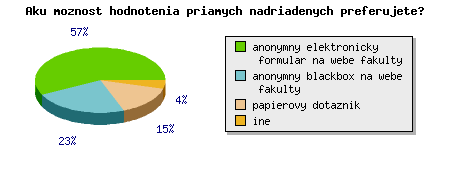 Aku moznost hodnotenia priamych nadriadenych preferujete?
57%
4%
15%
23%
anonymny elektronicky
formular na webe fakulty
anonymny blackbox na webe
fakulty
papierovy dotaznik
ine